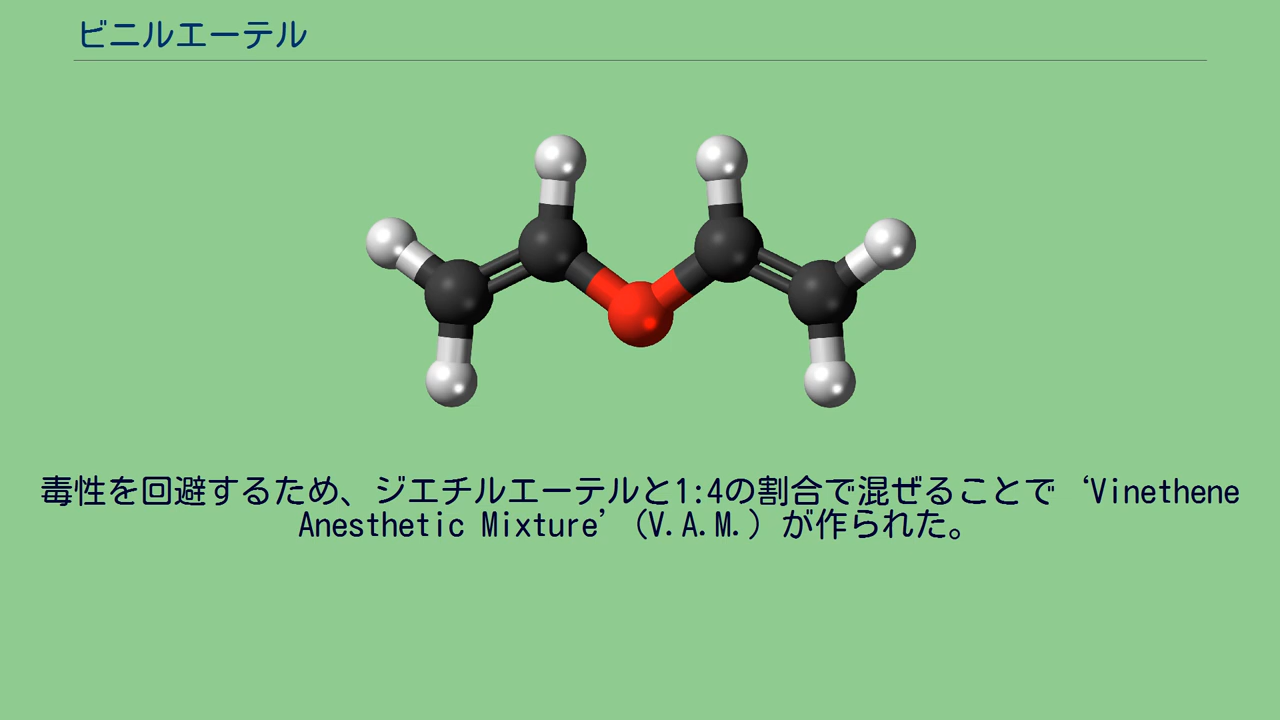 ビニルエーテル
毒性を回避するため、ジエチルエーテルと1:4の割合で混ぜることで‘Vinethene
Anesthetic Mixture’（V.A.M.）が作られた。